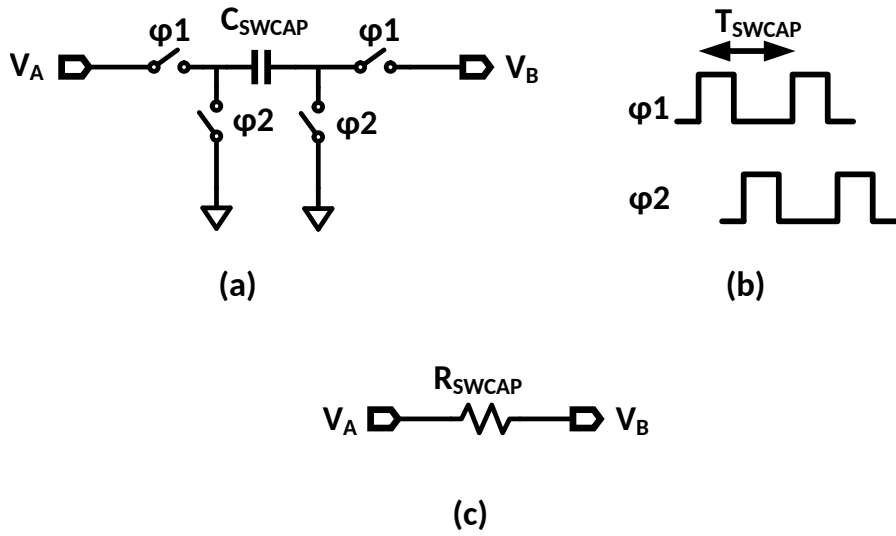 C_SWCAP
φ1
φ1
V_A
V_B
φ2
φ2
(a)
T_SWCAP
φ1
φ2
(b)
R_SWCAP
V_A
V_B
(c)